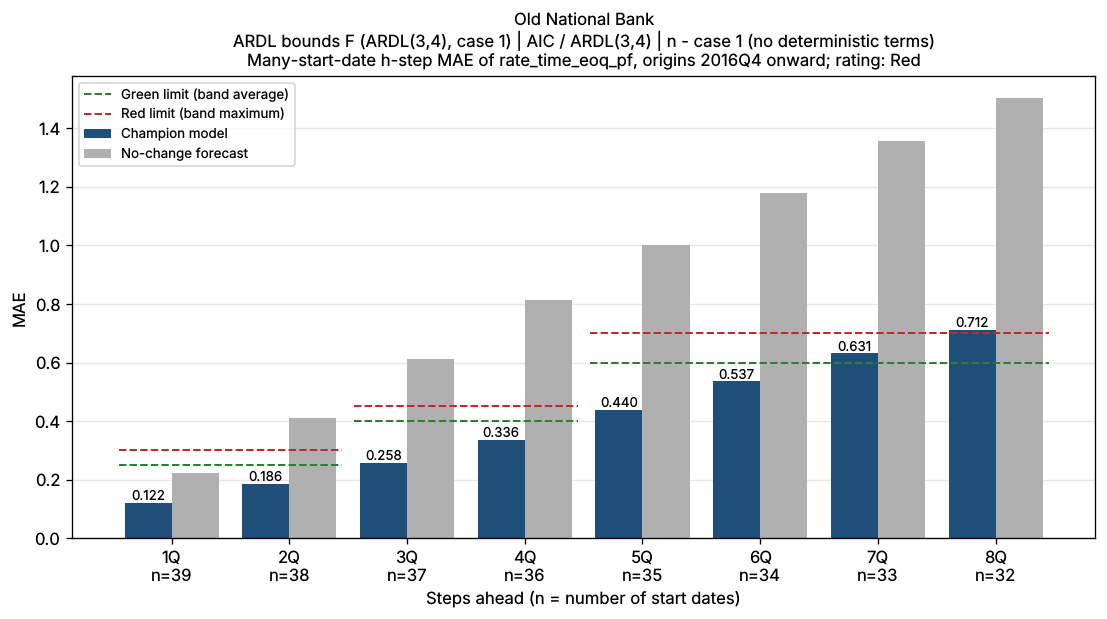 Old National Bank
ARDL bounds F (ARDL(3,4), case 1) | AIC / ARDL(3,4) | n - case 1 (no deterministic terms)
Many-start-date h-step MAE of rate_time_eoq_pf, origins 2016Q4 onward; rating: Red
Green limit (band average)
Red limit (band maximum)
Champion model
No-change forecast
MAE
1.4
1.2
1.0
0.8
0.6
0.4
0.2
0.0
0.122
0.186
0.258
0.336
0.440
0.537
0.631
0.712
1Q 2Q 3Q 4Q 5Q 6Q 7Q 8Q
n=39 n=38 n=37 n=36 n=35 n=34 n=33 n=32
Steps ahead (n = number of start dates)